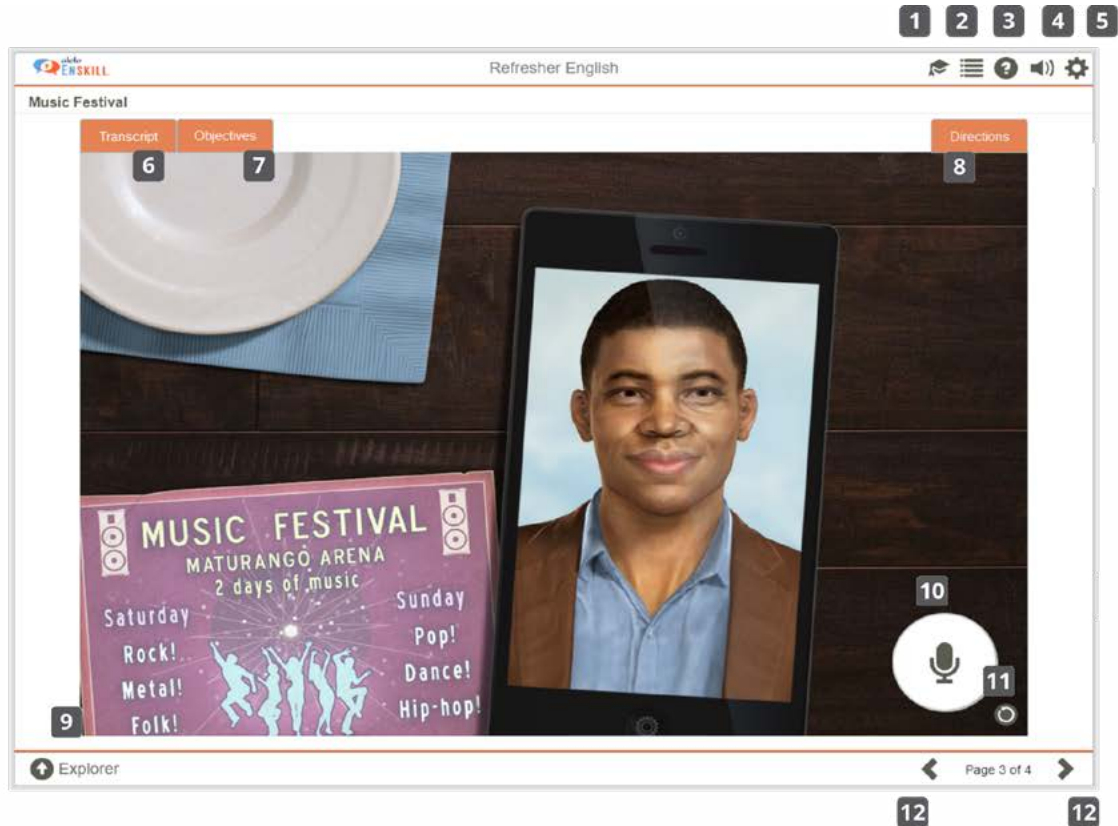 1 2 3 4 5
alelo
ENSKILL
Refresher English
Music Festival
Transcript
Objectives
Directions
6
7
8
MUSIC FESTIVAL
MATURANGO ARENA
2 days of music
Saturday
Rock!
Metal!
Folk!
Sunday
Pop!
Dance!
Hip-hop!
9
10
11
Explorer
Page 3 of 4
12
12